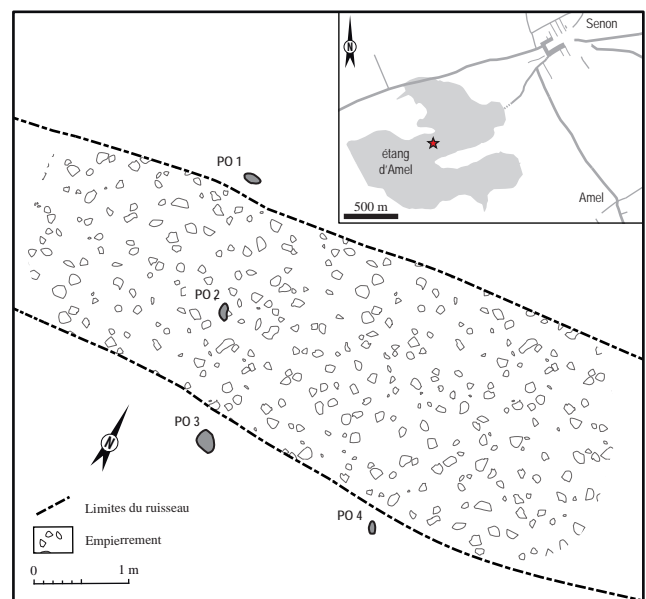 N
Senon
étang
d'Amel
Amel
500 m
PO 1
PO 2
PO 3
N
PO 4
Limites du ruisseau
Empierrement
0 1 m